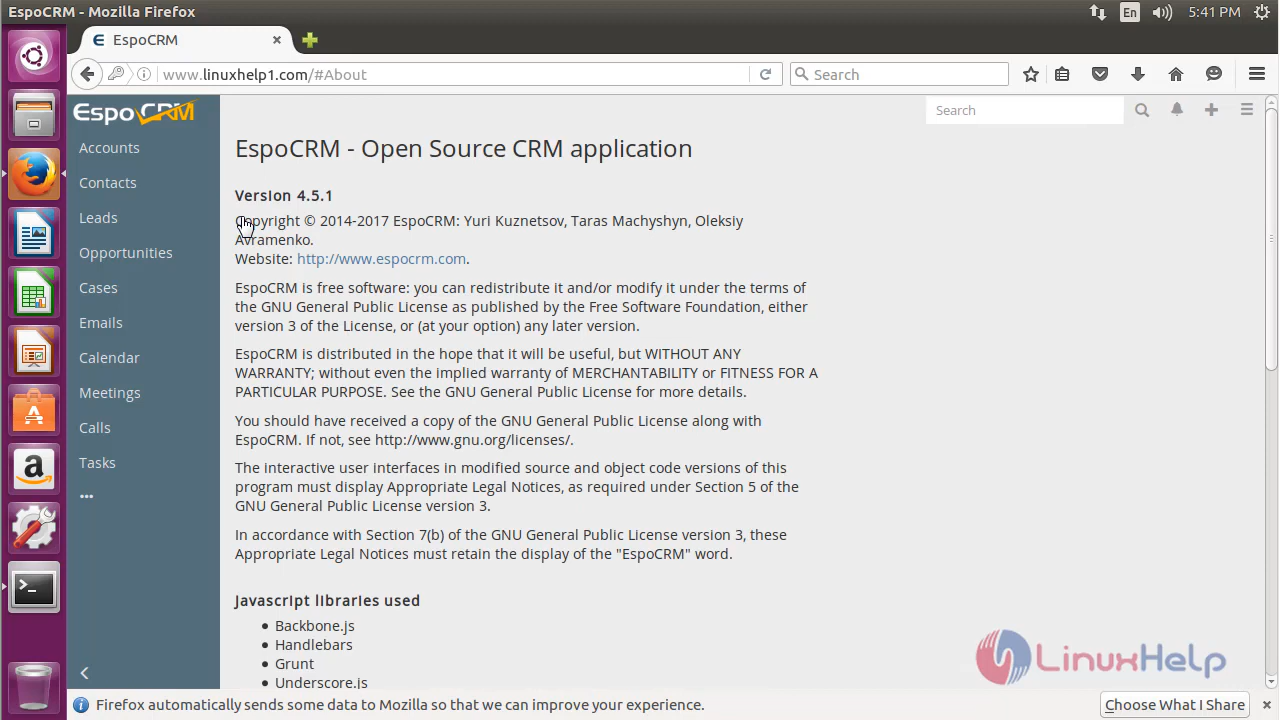 EspoCRM - Mozilla Firefox
En
5:41 PM
EspoCRM
www.linuxhelp1.com/#About
Search
EspoCRM
Search
Accounts
Contacts
Leads
Opportunities
Cases
Emails
Calendar
Meetings
Calls
Tasks
EspoCRM - Open Source CRM application
Version 4.5.1
Copyright © 2014-2017 EspoCRM: Yuri Kuznetsov, Taras Machyshyn, Oleksiy
Avramenko.
Website: http://www.espocrm.com.
EspoCRM is free software: you can redistribute it and/or modify it under the terms of
the GNU General Public License as published by the Free Software Foundation, either
version 3 of the License, or (at your option) any later version.
EspoCRM is distributed in the hope that it will be useful, but WITHOUT ANY
WARRANTY; without even the implied warranty of MERCHANTABILITY or FITNESS FOR A
PARTICULAR PURPOSE. See the GNU General Public License for more details.
You should have received a copy of the GNU General Public License along with
EspoCRM. If not, see http://www.gnu.org/licenses/.
The interactive user interfaces in modified source and object code versions of this
program must display Appropriate Legal Notices, as required under Section 5 of the
GNU General Public License version 3.
In accordance with Section 7(b) of the GNU General Public License version 3, these
Appropriate Legal Notices must retain the display of the "EspoCRM" word.
Javascript libraries used
Backbone.js
Handlebars
Grunt
Underscore.js
LinuxHelp
Firefox automatically sends some data to Mozilla so that we can improve your experience.
Choose What I Share